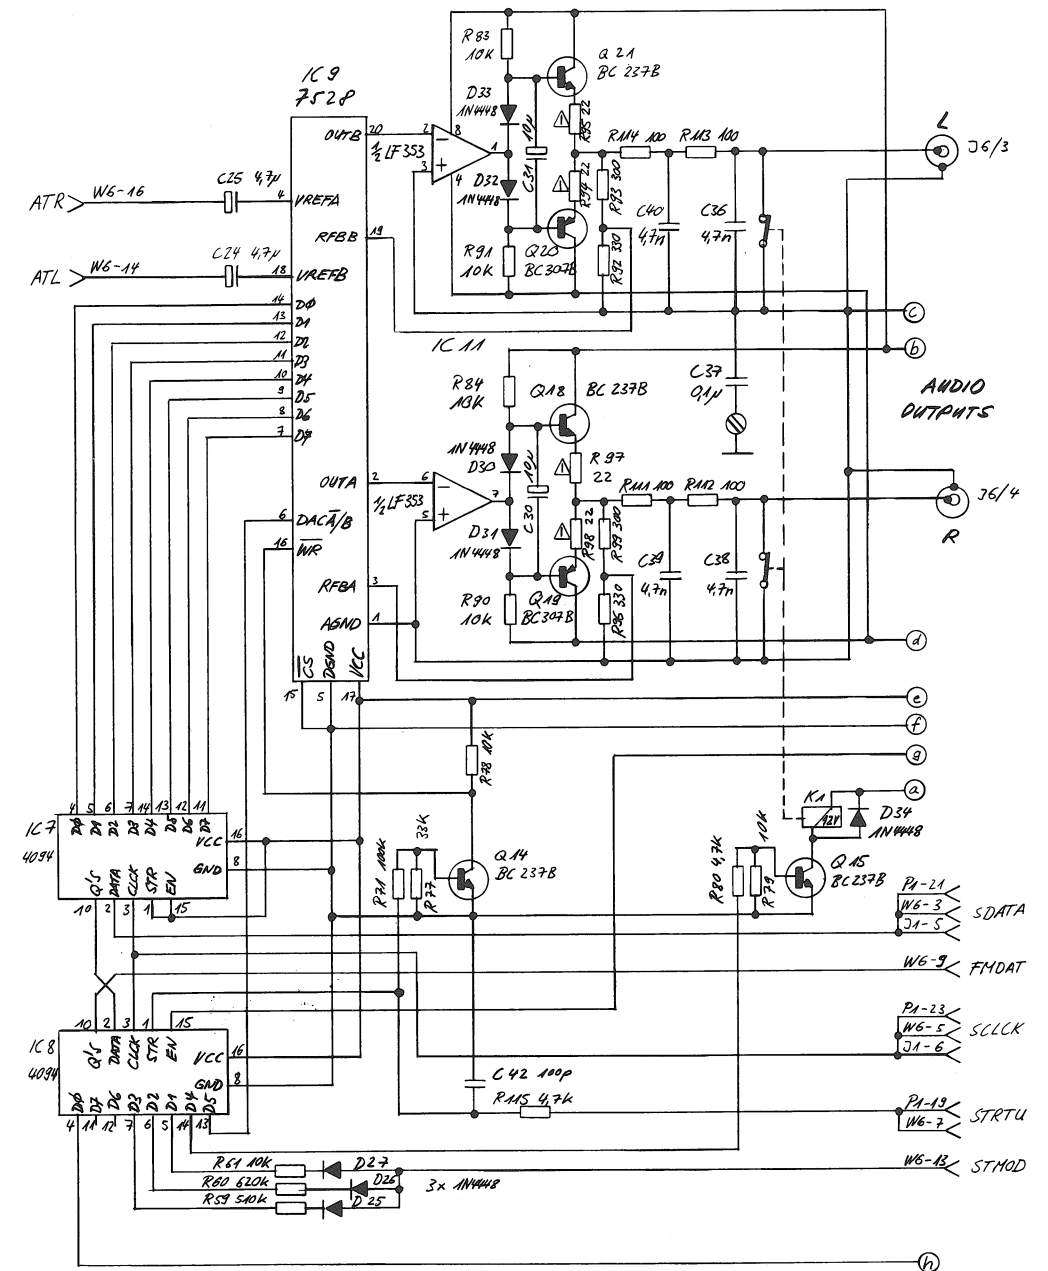 R83
10K
Q21
BC 237B
IC9
7528
D33
1N4448
10µ
C31
R95 22
OUTB
20
½ LF353
2
3
8
4
1
R114 100
R113 100
L
J6/3
ATR
W6-16
C25 4,7µ
4
VREFA
D32
1N4448
R94 22
R93 300
C40
4,7n
C36
4,7n
RFBB
19
R91
10K
Q20
BC307B
R92 330
ATL
W6-14
C24 4,7µ
18
VREFB
14
DØ
13
D1
12
D2
11
D3
10
D4
9
D5
8
D6
7
D7
c
IC 11
b
R84
10K
Q18
BC 237B
C37
0,1µ
AUDIO
OUTPUTS
1N4448
D30
10µ
C30
R97
22
OUTA
2
½ LF353
6
5
7
R111 100
R112 100
J6/4
R
6
DACA/B
16
WR
D31
1N4448
R98 22
R99 300
C39
4,7n
C38
4,7n
RFBA
3
R90
10K
Q19
BC307B
R96 330
AGND
1
d
CS
DGND
VCC
15
5
17
e
f
g
R78 10K
a
K1
12V
D34
1N4448
4
5
6
7
14
13
12
11
IC7
4094
DØ
D1
D2
D3
D4
D5
D6
D7
VCC
16
GND
8
Q'S
DATA
CLCK
STR
EN
10
2
3
1
15
R71 100K
R77
33K
Q14
BC 237B
R80 4,7K
R79
10K
Q15
BC237B
P1-21
W6-3
J1-5
SDATA
W6-9
FMDAT
P1-23
W6-5
J1-6
SCLCK
10
2
3
1
15
IC8
4094
Q'S
DATA
CLCK
STR
EN
VCC
16
GND
8
DØ
D7
D6
D3
D2
D1
D4
D5
4
11
12
7
6
5
14
13
C42 100p
R115 4,7K
P1-19
W6-7
STRTU
R61 10K
D27
R60 620k
D26
R59 510K
D25
3x 1N4448
W6-13
STMOD
h